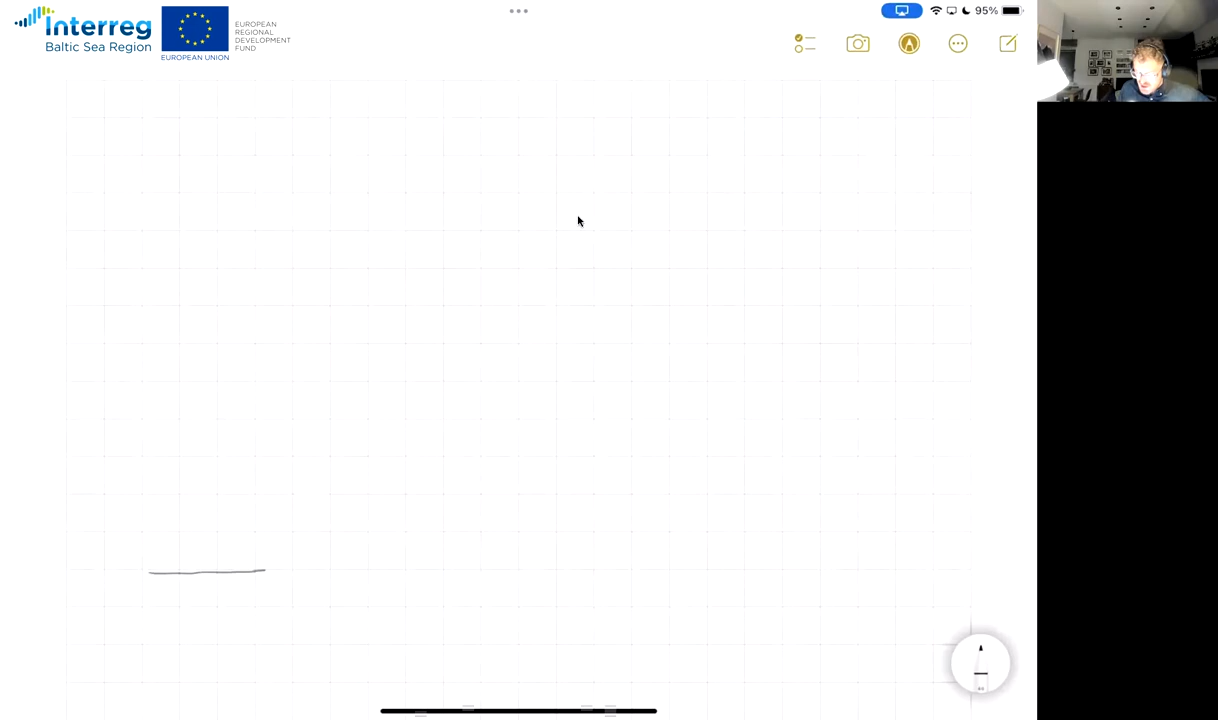 interreg
Baltic Sea Region
EUROPEAN UNION
EUROPEAN
REGIONAL
DEVELOPMENT
FUND
95%